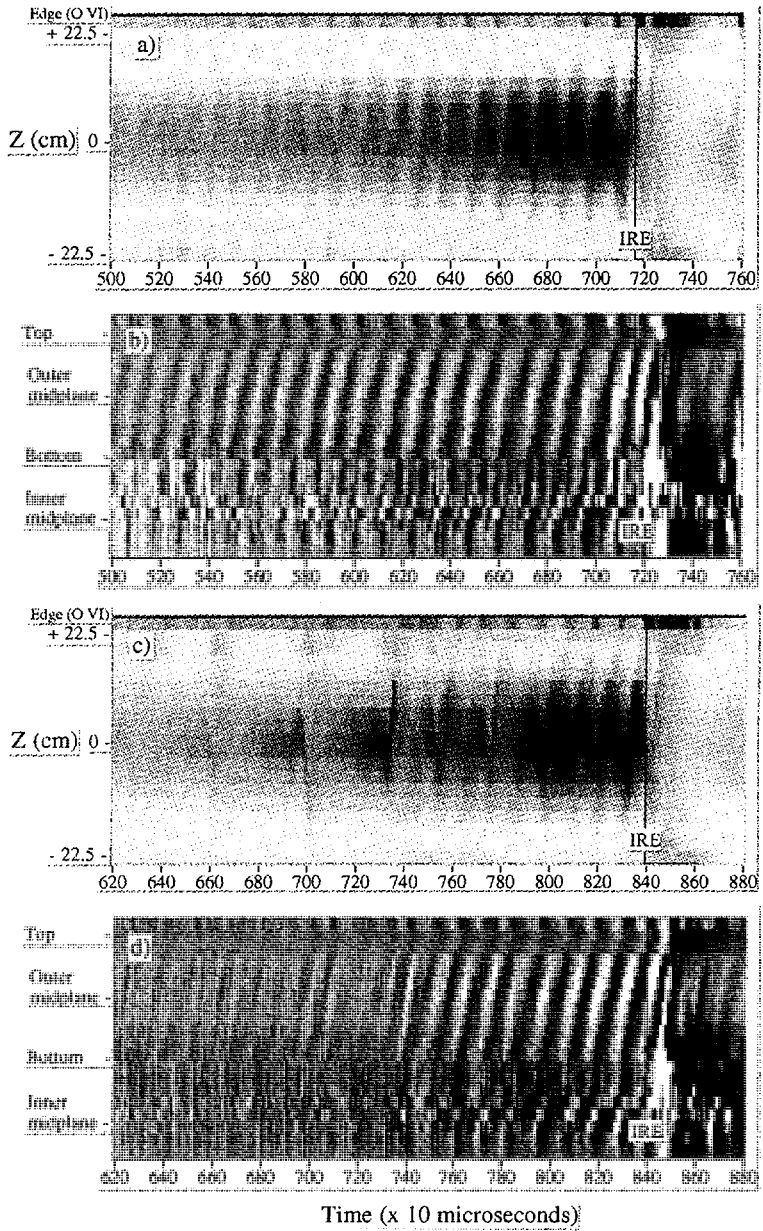 Edge (O VI)
+ 22.5 -
a)
Z (cm) 0 -
IRE
- 22.5 -
500 520 540 560 580 600 620 640 660 680 700 720 740 760
Top
b)
Outer
midplane
Bottom
Inner
midplane
IRE
500 520 540 560 580 600 620 640 660 680 700 720 740 760
Edge (O VI)
+ 22.5 -
c)
Z (cm) 0 -
IRE
- 22.5 -
620 640 660 680 700 720 740 760 780 800 820 840 860 880
Top
d)
Outer
midplane
Bottom
Inner
midplane
IRE
620 640 660 680 700 720 740 760 780 800 820 840 860 880
Time (x 10 microseconds)